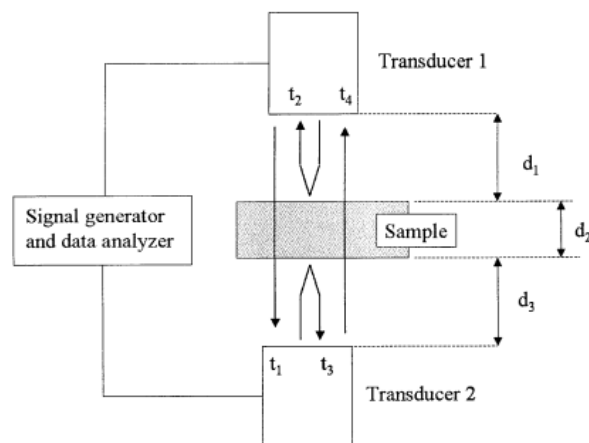 Transducer 1
t₂
t₄
d₁
Signal generator
and data analyzer
Sample
d₂
d₃
t₁
t₃
Transducer 2